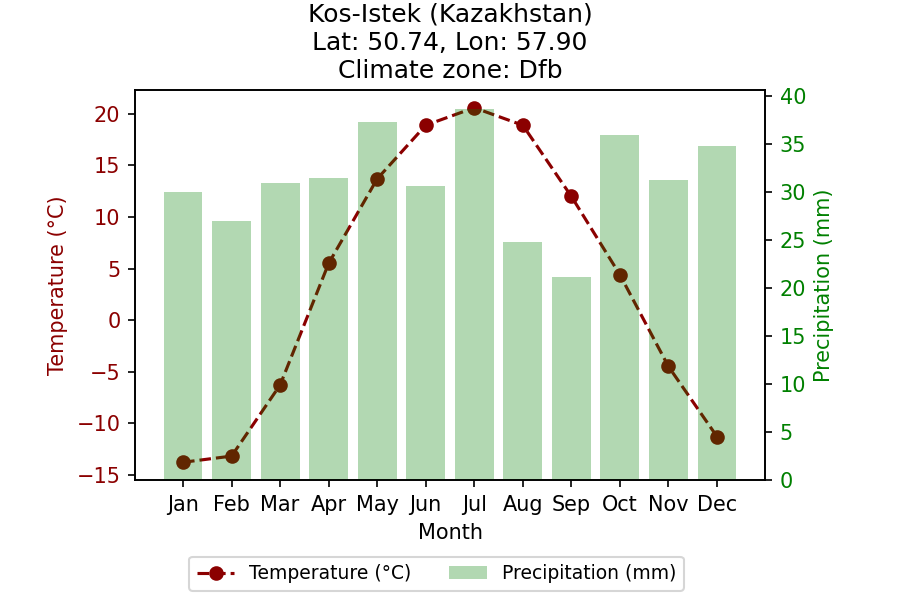 Kos-Istek (Kazakhstan)
Lat: 50.74, Lon: 57.90
Climate zone: Dfb
Temperature (°C)
20
15
10
5
0
−5
−10
−15
40
35
30
25
20
15
10
5
0
Precipitation (mm)
Jan Feb Mar Apr May Jun Jul Aug Sep Oct Nov Dec
Month
Temperature (°C) Precipitation (mm)